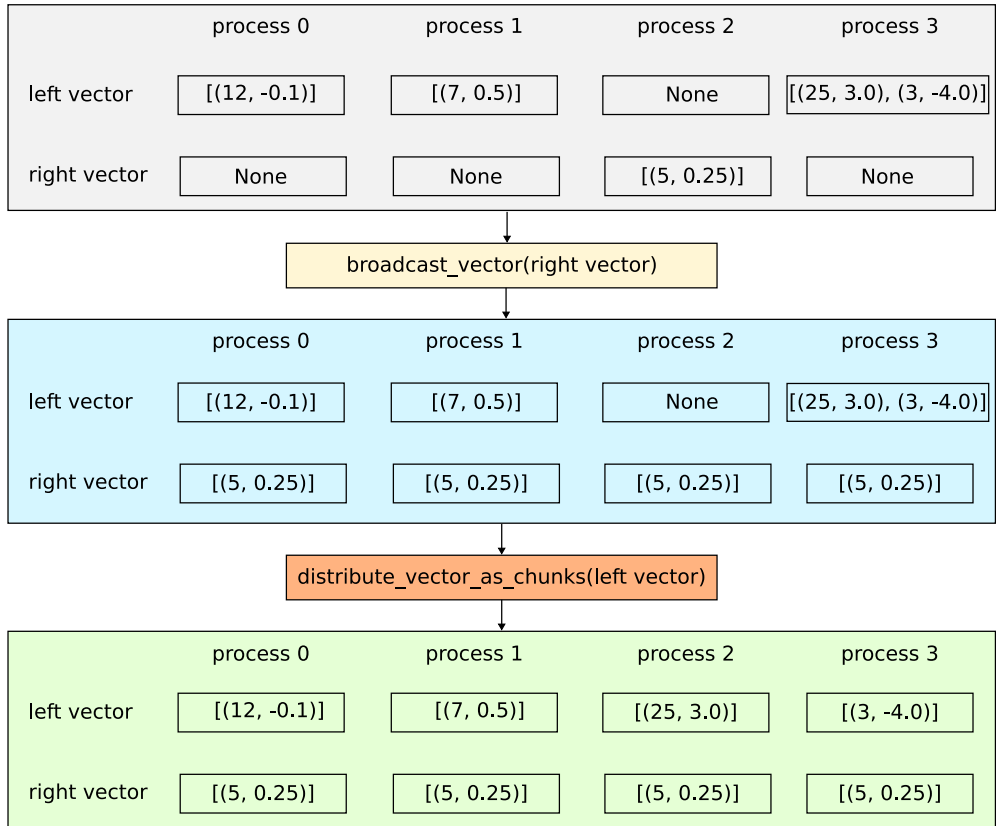 process 0 process 1 process 2 process 3
left vector [(12, -0.1)] [(7, 0.5)] None [(25, 3.0), (3, -4.0)]
right vector None None [(5, 0.25)] None
broadcast_vector(right vector)
process 0 process 1 process 2 process 3
left vector [(12, -0.1)] [(7, 0.5)] None [(25, 3.0), (3, -4.0)]
right vector [(5, 0.25)] [(5, 0.25)] [(5, 0.25)] [(5, 0.25)]
distribute_vector_as_chunks(left vector)
process 0 process 1 process 2 process 3
left vector [(12, -0.1)] [(7, 0.5)] [(25, 3.0)] [(3, -4.0)]
right vector [(5, 0.25)] [(5, 0.25)] [(5, 0.25)] [(5, 0.25)]